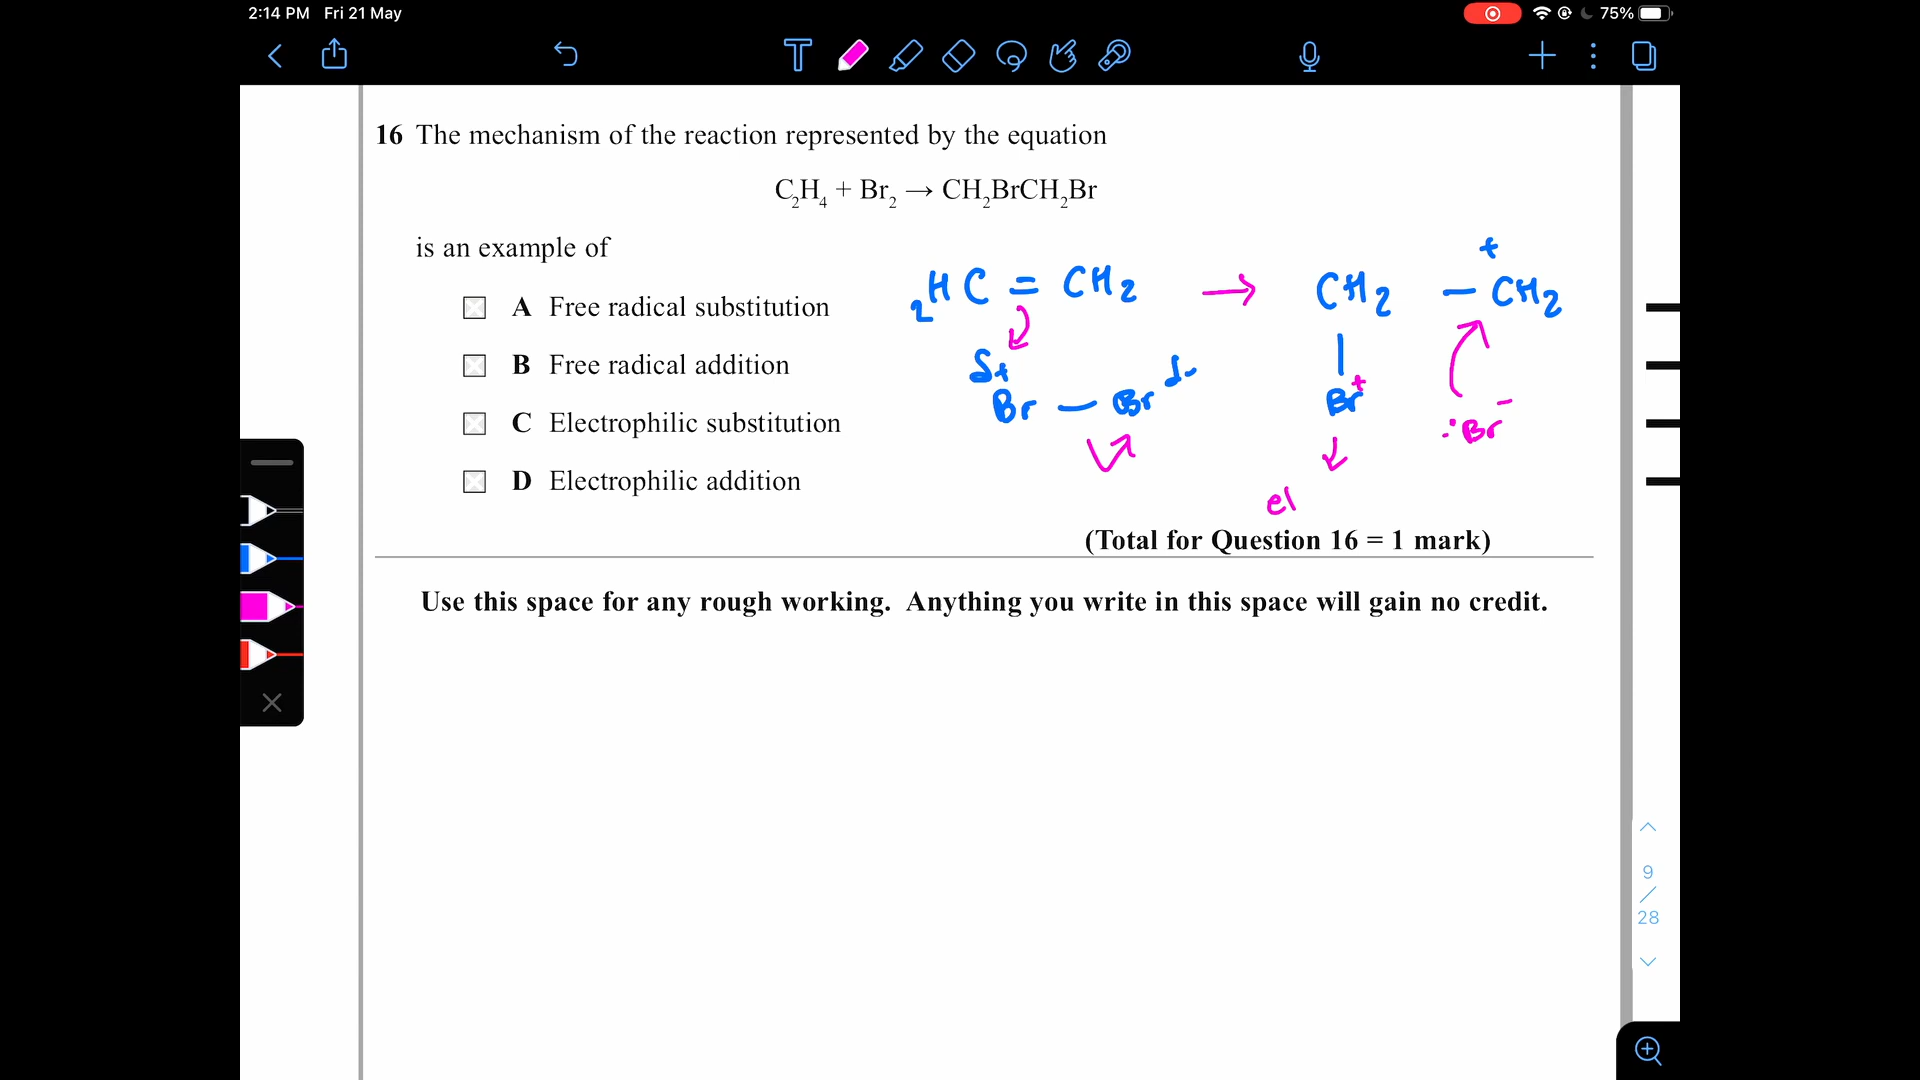 2:14 PM Fri 21 May
75%
16 The mechanism of the reaction represented by the equation
C₂H₄ + Br₂ → CH₂BrCH₂Br
is an example of
A Free radical substitution
B Free radical addition
C Electrophilic substitution
D Electrophilic addition
₂HC = CH₂ → CH₂ – CH₂
+
δ+ δ-
Br – Br
Br+
:Br-
el
(Total for Question 16 = 1 mark)
Use this space for any rough working. Anything you write in this space will gain no credit.
9
/
28